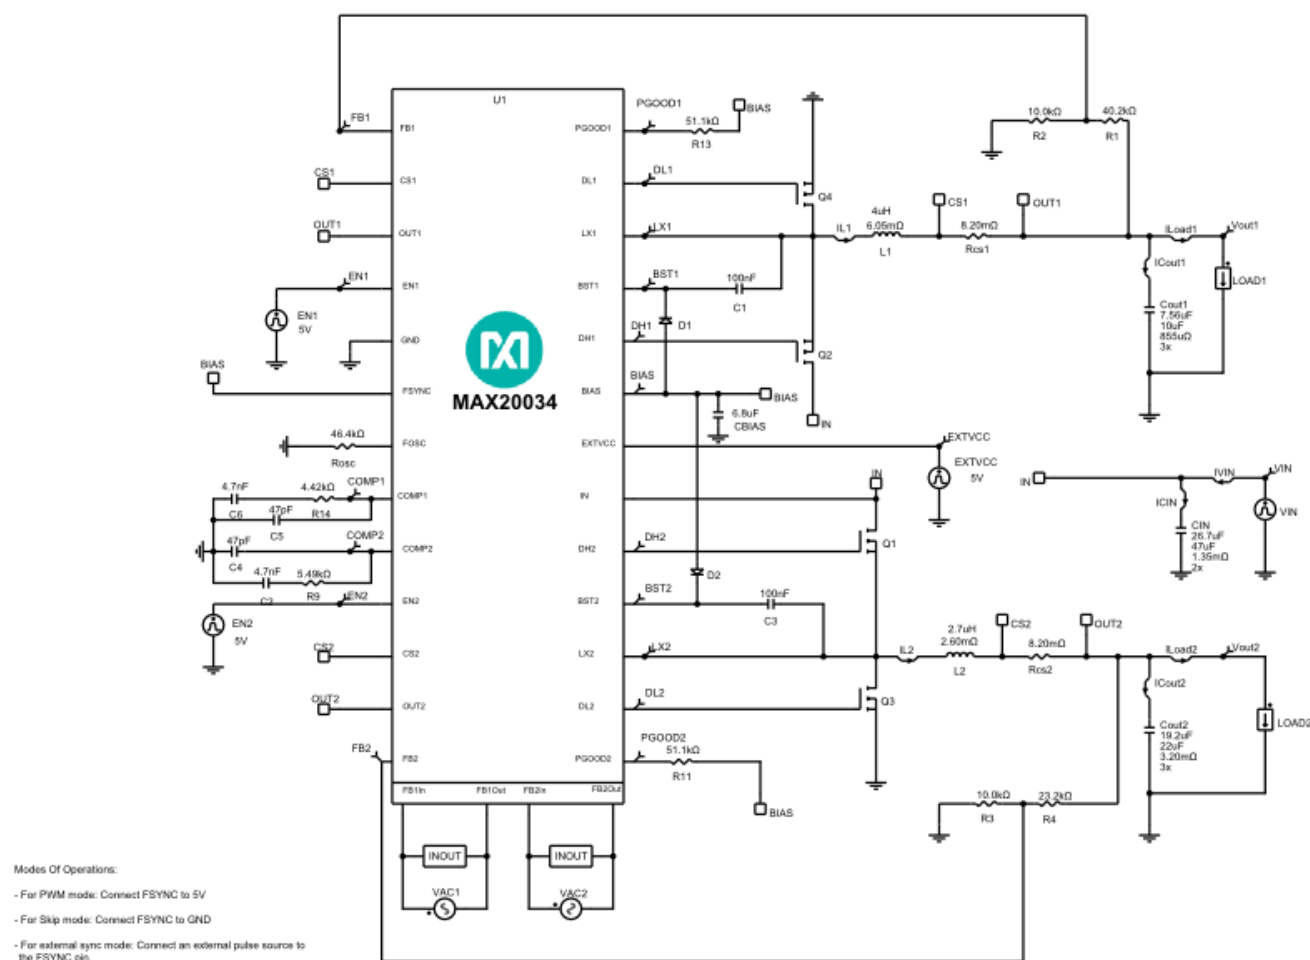 U1
FB1
FB1
CS1
CS1
OUT1
OUT1
EN1
EN1
EN1
5V
GND
BIAS
FSYNC
46.4kΩ
Rosc
FOSC
4.7nF
C6
4.42kΩ
R14
COMP1
COMP1
47pF
C5
47pF
C4
COMP2
COMP2
4.7nF
C2
5.49kΩ
R9
EN2
EN2
EN2
5V
CS2
CS2
OUT2
OUT2
FB2
FB2
MAX20034
PGOOD1
PGOOD1
51.1kΩ
R13
BIAS
DL1
DL1
LX1
LX1
BST1
BST1
100nF
C1
D1
DH1
DH1
BIAS
BIAS
BIAS
6.8uF
CBIAS
EXTVCC
EXTVCC
EXTVCC
5V
IN
IN
DH2
DH2
D2
BST2
BST2
100nF
C3
LX2
LX2
DL2
DL2
PGOOD2
PGOOD2
51.1kΩ
R11
BIAS
Q4
Q2
IN
Q1
Q3
IL1
4uH
6.05mΩ
L1
CS1
8.20mΩ
Rcs1
OUT1
10.0kΩ
R2
40.2kΩ
R1
ILoad1
Vout1
LOAD1
ICout1
Cout1
7.56uF
10uF
855uΩ
3x
IN
IVIN
VIN
VIN
ICIN
CIN
26.7uF
47uF
1.35mΩ
2x
IL2
2.7uH
2.60mΩ
L2
CS2
8.20mΩ
Rcs2
OUT2
ILoad2
Vout2
LOAD2
ICout2
Cout2
19.2uF
22uF
3.20mΩ
3x
10.0kΩ
R3
23.2kΩ
R4
FB1In
FB1Out
FB2In
FB2Out
INOUT
INOUT
VAC1
VAC2
Modes Of Operations:
- For PWM mode: Connect FSYNC to 5V
- For Skip mode: Connect FSYNC to GND
- For external sync mode: Connect an external pulse source to
the FSYNC pin